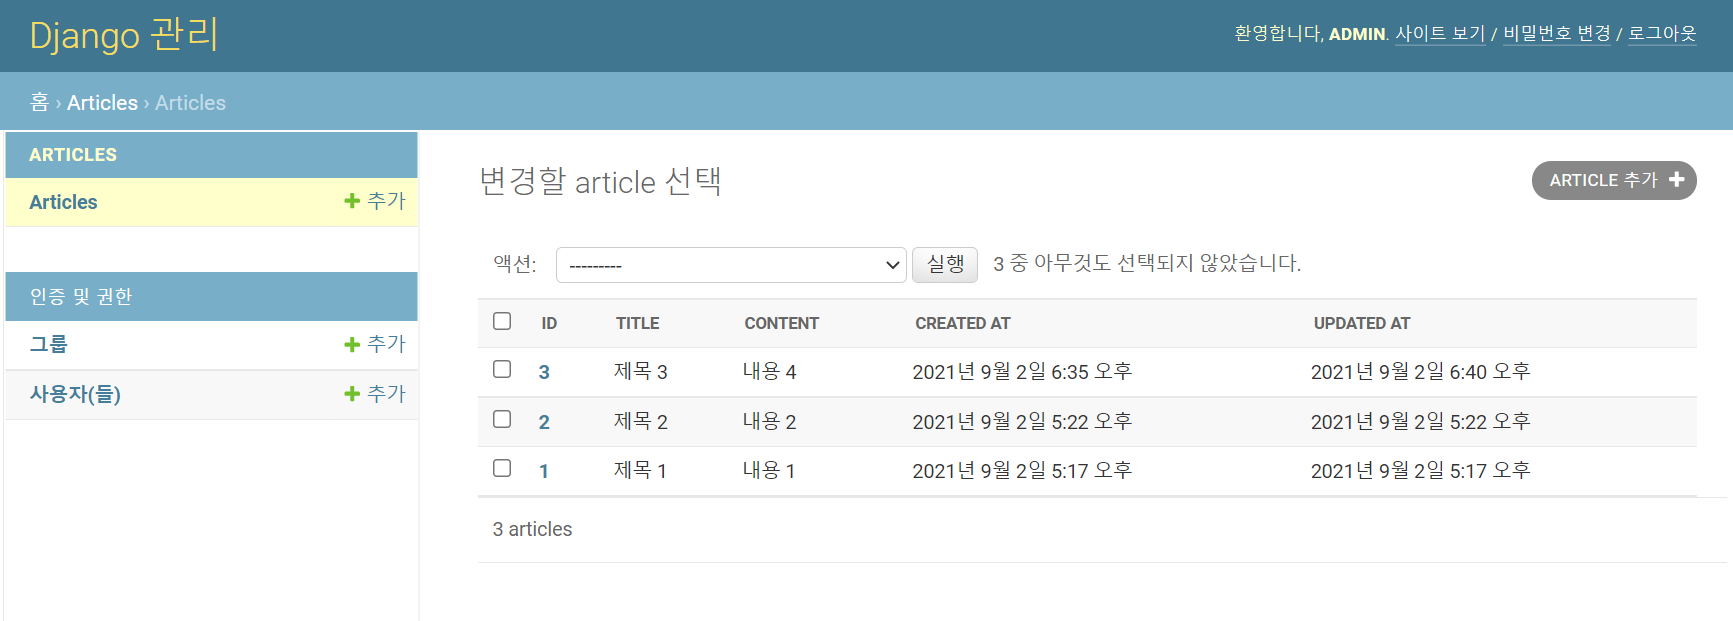 Django 관리
환영합니다, ADMIN. 사이트 보기 / 비밀번호 변경 / 로그아웃
홈 › Articles › Articles
ARTICLES
Articles 추가
인증 및 권한
그룹 추가
사용자(들) 추가
변경할 article 선택
ARTICLE 추가
액션: --------- 실행 3 중 아무것도 선택되지 않았습니다.
ID TITLE CONTENT CREATED AT UPDATED AT
3 제목 3 내용 4 2021년 9월 2일 6:35 오후 2021년 9월 2일 6:40 오후
2 제목 2 내용 2 2021년 9월 2일 5:22 오후 2021년 9월 2일 5:22 오후
1 제목 1 내용 1 2021년 9월 2일 5:17 오후 2021년 9월 2일 5:17 오후
3 articles